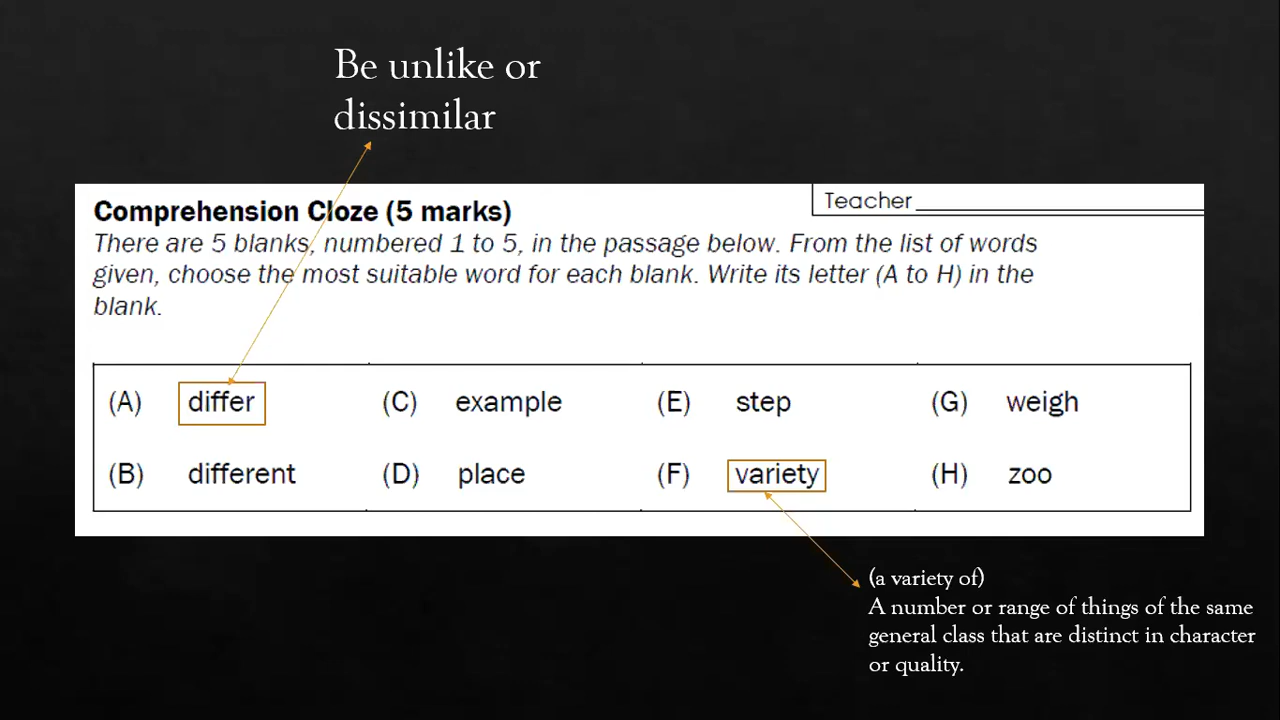 Be unlike or
dissimilar
Comprehension Cloze (5 marks)
Teacher
There are 5 blanks, numbered 1 to 5, in the passage below. From the list of words
given, choose the most suitable word for each blank. Write its letter (A to H) in the
blank.
(A) differ (C) example (E) step (G) weigh
(B) different (D) place (F) variety (H) zoo
(a variety of)
A number or range of things of the same
general class that are distinct in character
or quality.